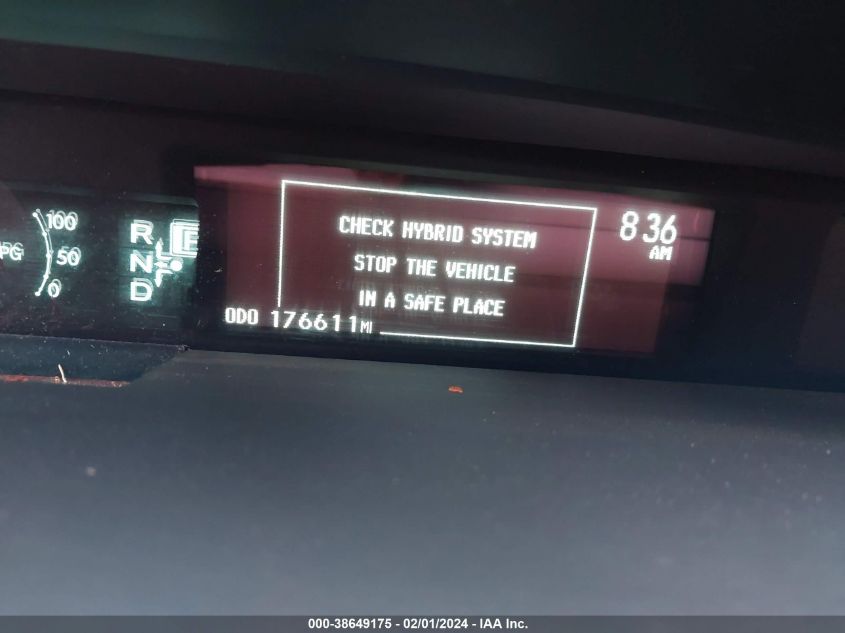 100
PG
50
0
R
N
D
CHECK HYBRID SYSTEM
STOP THE VEHICLE
IN A SAFE PLACE
ODO 176611 MI
8:36
AM
000-38649175 - 02/01/2024 - IAA Inc.